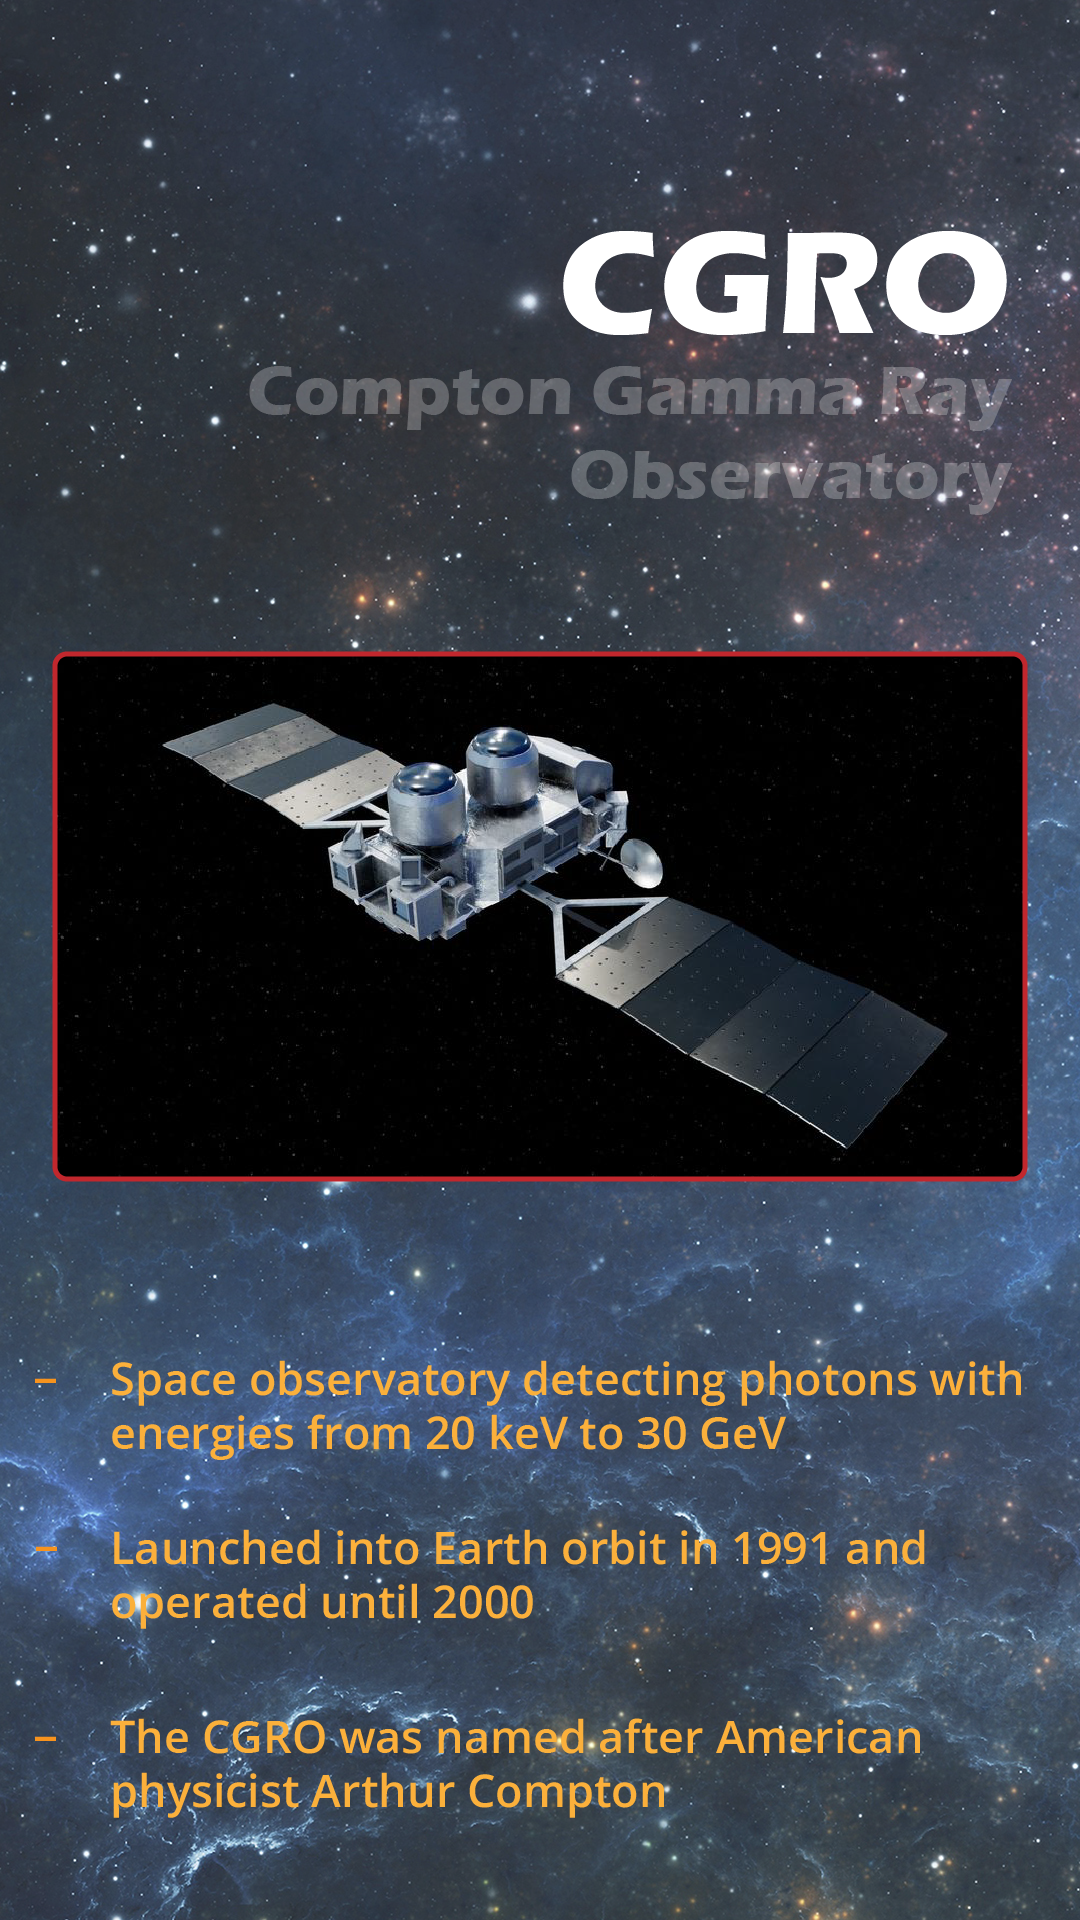 CGRO
Compton Gamma Ray
Observatory
– Space observatory detecting photons with
energies from 20 keV to 30 GeV
– Launched into Earth orbit in 1991 and
operated until 2000
– The CGRO was named after American
physicist Arthur Compton